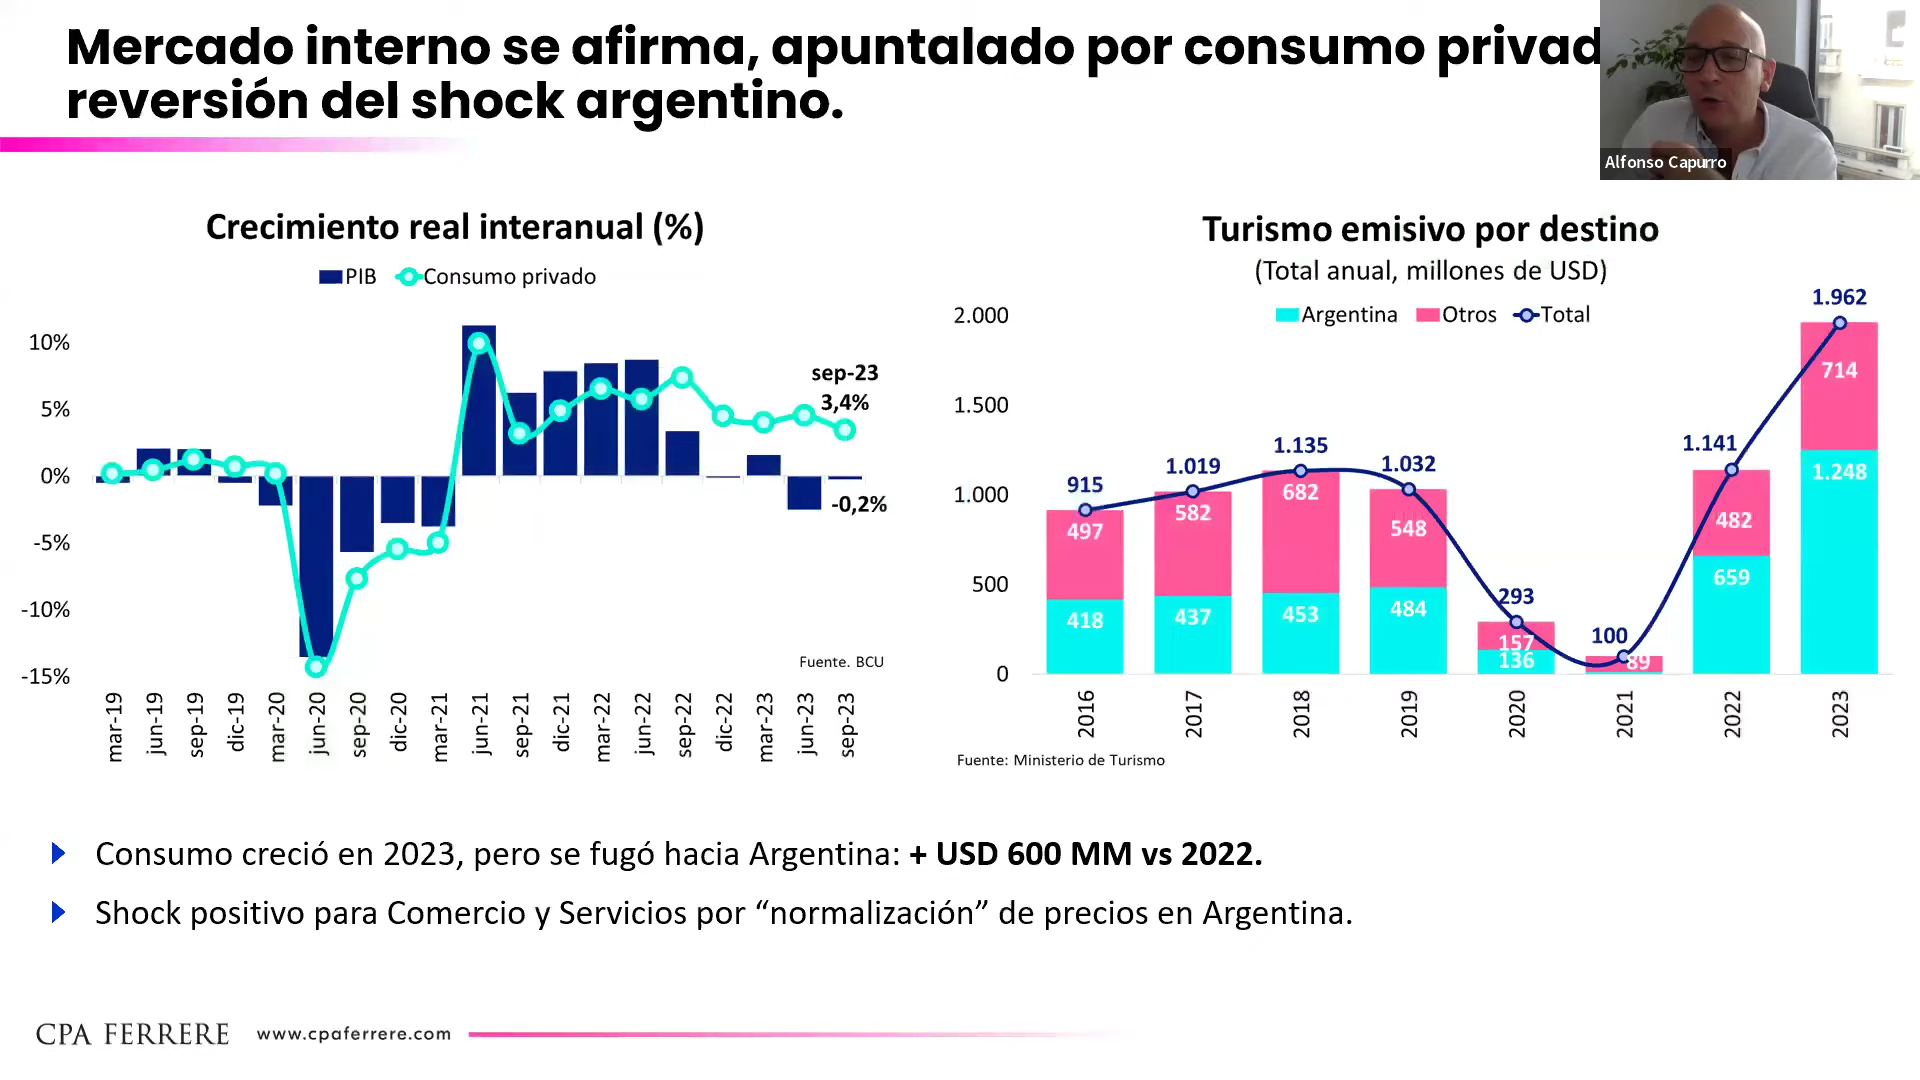 Mercado interno se afirma, apuntalado por consumo privad
reversión del shock argentino.
Alfonso Capurro
Crecimiento real interanual (%)
PIB Consumo privado
10%
5%
0%
-5%
-10%
-15%
sep-23
3,4%
-0,2%
Fuente. BCU
mar-19 jun-19 sep-19 dic-19 mar-20 jun-20 sep-20 dic-20 mar-21 jun-21 sep-21 dic-21 mar-22 jun-22 sep-22 dic-22 mar-23 jun-23 sep-23
Turismo emisivo por destino
(Total anual, millones de USD)
Argentina Otros Total
2.000
1.500
1.000
500
0
915 1.019 1.135 1.032 293 100 1.141 1.962
497 582 682 548 157 89 482 714
418 437 453 484 136 659 1.248
2016 2017 2018 2019 2020 2021 2022 2023
Fuente: Ministerio de Turismo
Consumo creció en 2023, pero se fugó hacia Argentina: + USD 600 MM vs 2022.
Shock positivo para Comercio y Servicios por “normalización” de precios en Argentina.
CPA FERRERE www.cpaferrere.com